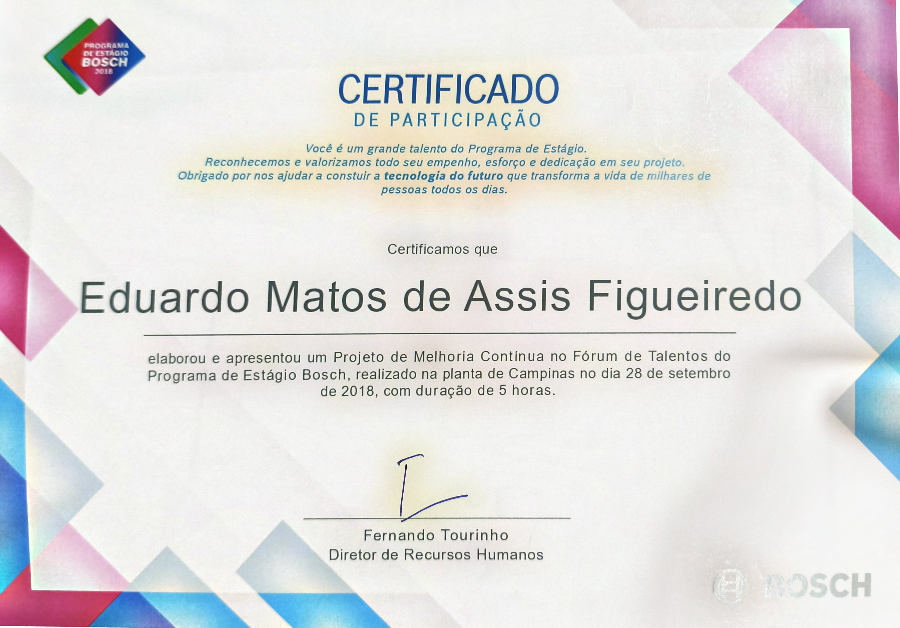 PROGRAMA
DE ESTÁGIO
BOSCH
2018
CERTIFICADO
DE PARTICIPAÇÃO
Você é um grande talento do Programa de Estágio.
Reconhecemos e valorizamos todo seu empenho, esforço e dedicação em seu projeto.
Obrigado por nos ajudar a constuir a tecnologia do futuro que transforma a vida de milhares de
pessoas todos os dias.
Certificamos que
Eduardo Matos de Assis Figueiredo
elaborou e apresentou um Projeto de Melhoria Contínua no Fórum de Talentos do
Programa de Estágio Bosch, realizado na planta de Campinas no dia 28 de setembro
de 2018, com duração de 5 horas.
Fernando Tourinho
Diretor de Recursos Humanos
BOSCH